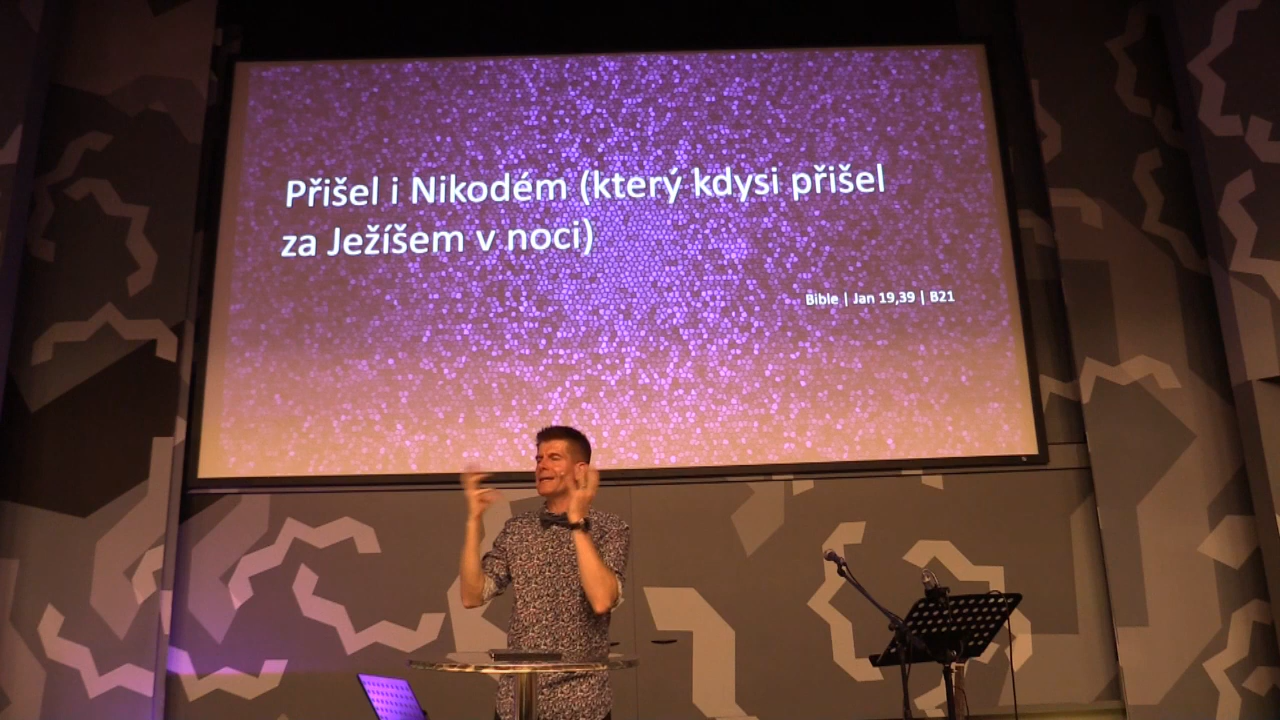 Přišel i Nikodém (který kdysi přišel
za Ježíšem v noci)
Bible | Jan 19,39 | B21